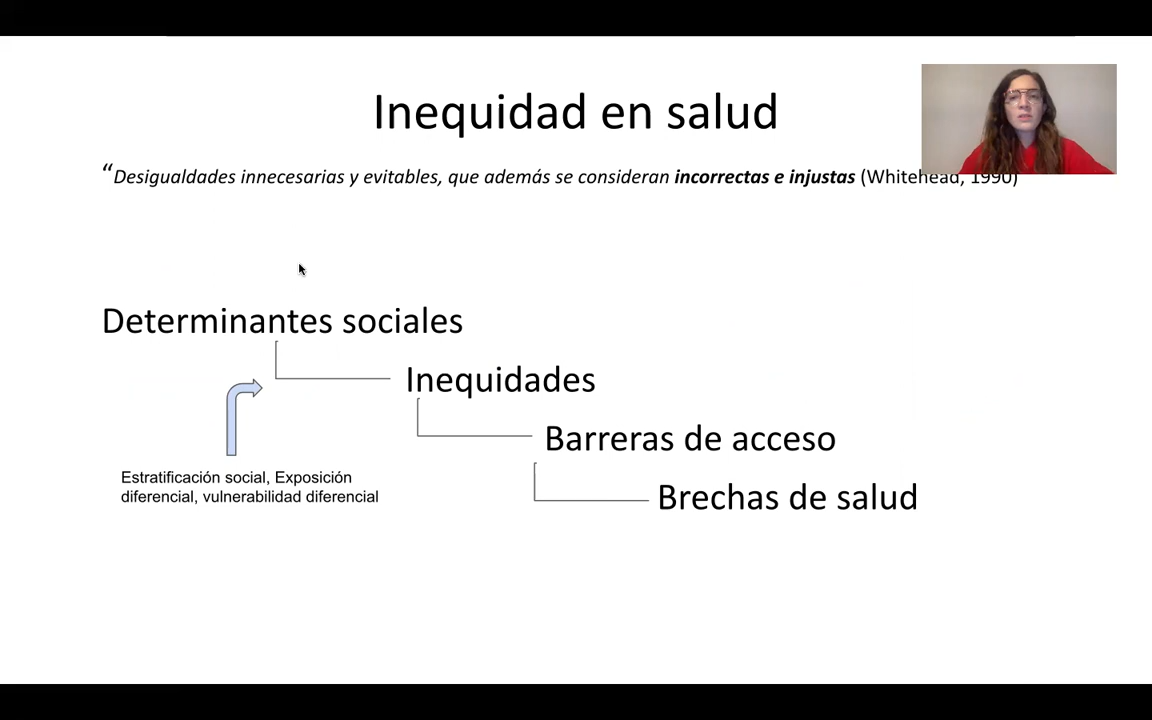 Inequidad en salud
“Desigualdades innecesarias y evitables, que además se consideran incorrectas e injustas (Whitehead, 1990)
Determinantes sociales
Inequidades
Barreras de acceso
Brechas de salud
Estratificación social, Exposición
diferencial, vulnerabilidad diferencial